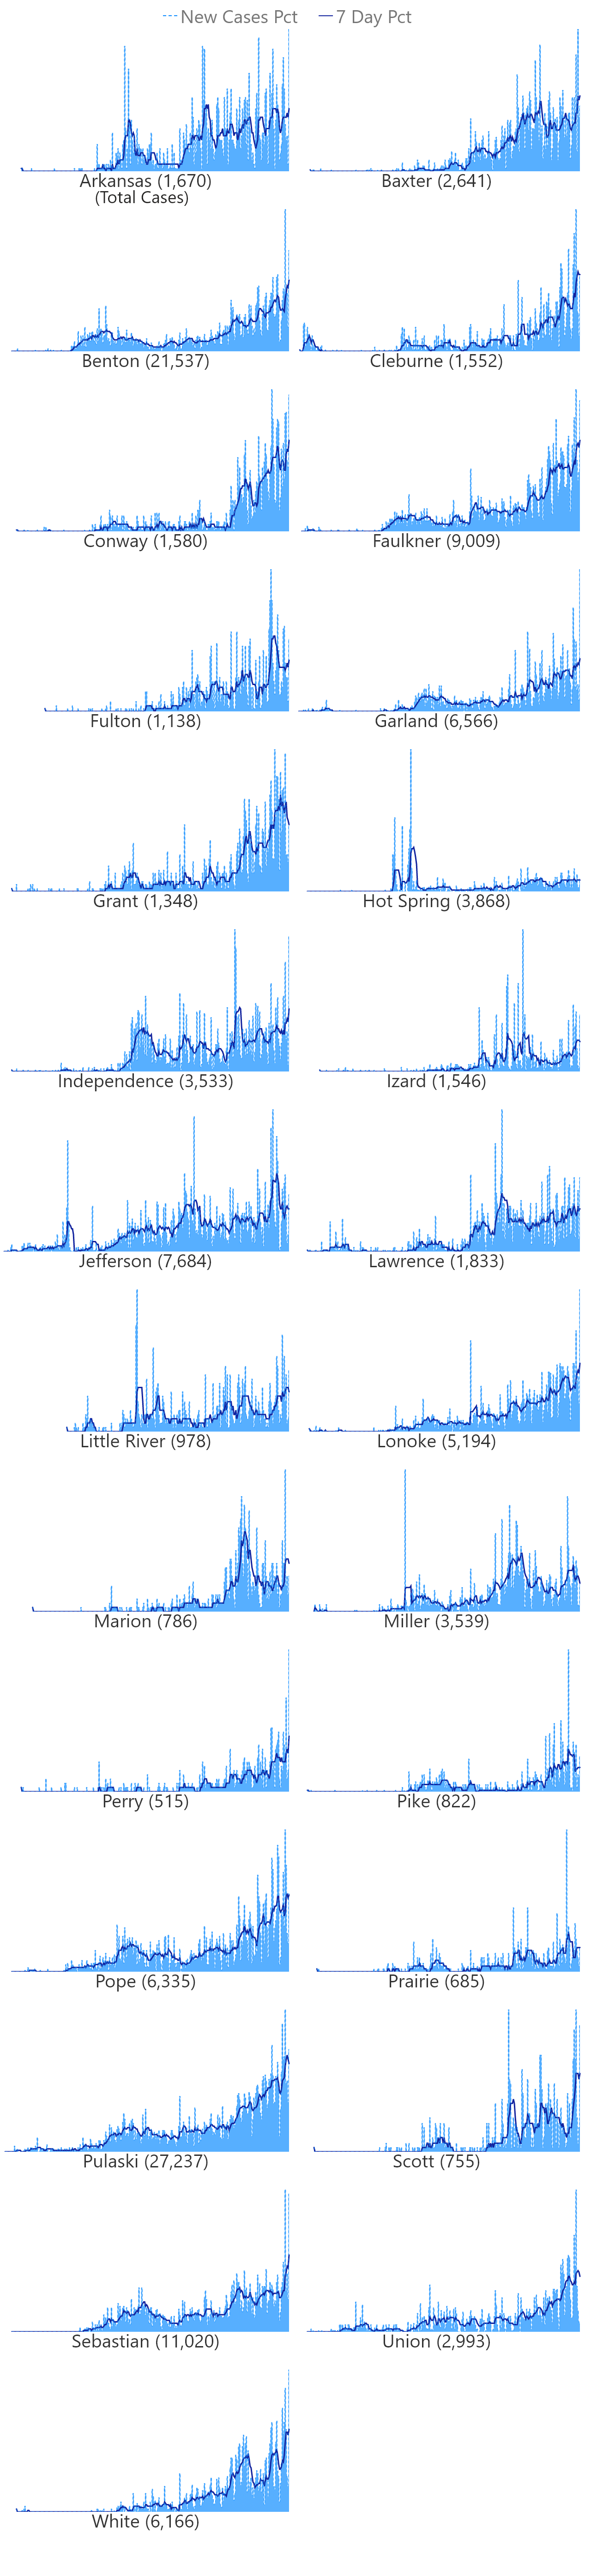 New Cases Pct 7 Day Pct
Arkansas (1,670) Baxter (2,641)
(Total Cases)
Benton (21,537) Cleburne (1,552)
Conway (1,580) Faulkner (9,009)
Fulton (1,138) Garland (6,566)
Grant (1,348) Hot Spring (3,868)
Independence (3,533) Izard (1,546)
Jefferson (7,684) Lawrence (1,833)
Little River (978) Lonoke (5,194)
Marion (786) Miller (3,539)
Perry (515) Pike (822)
Pope (6,335) Prairie (685)
Pulaski (27,237) Scott (755)
Sebastian (11,020) Union (2,993)
White (6,166)